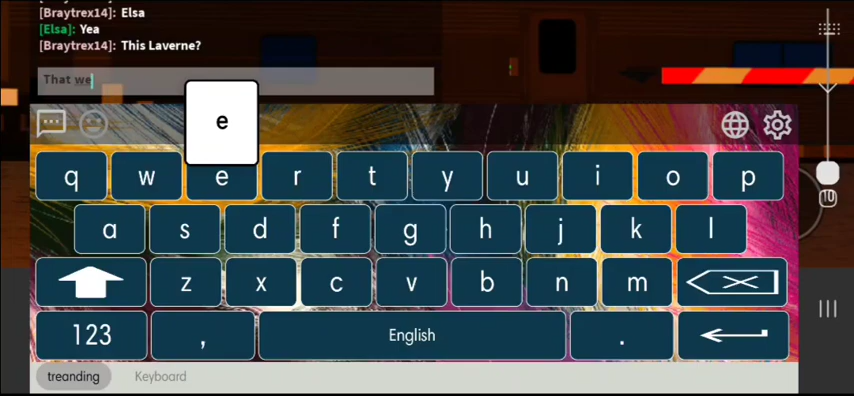 [Braytrex14]: Elsa
[Elsa]: Yea
[Braytrex14]: This Laverne?
That we
e
q w e r t y u i o p
a s d f g h j k l
z x c v b n m
123 , English .
treanding Keyboard